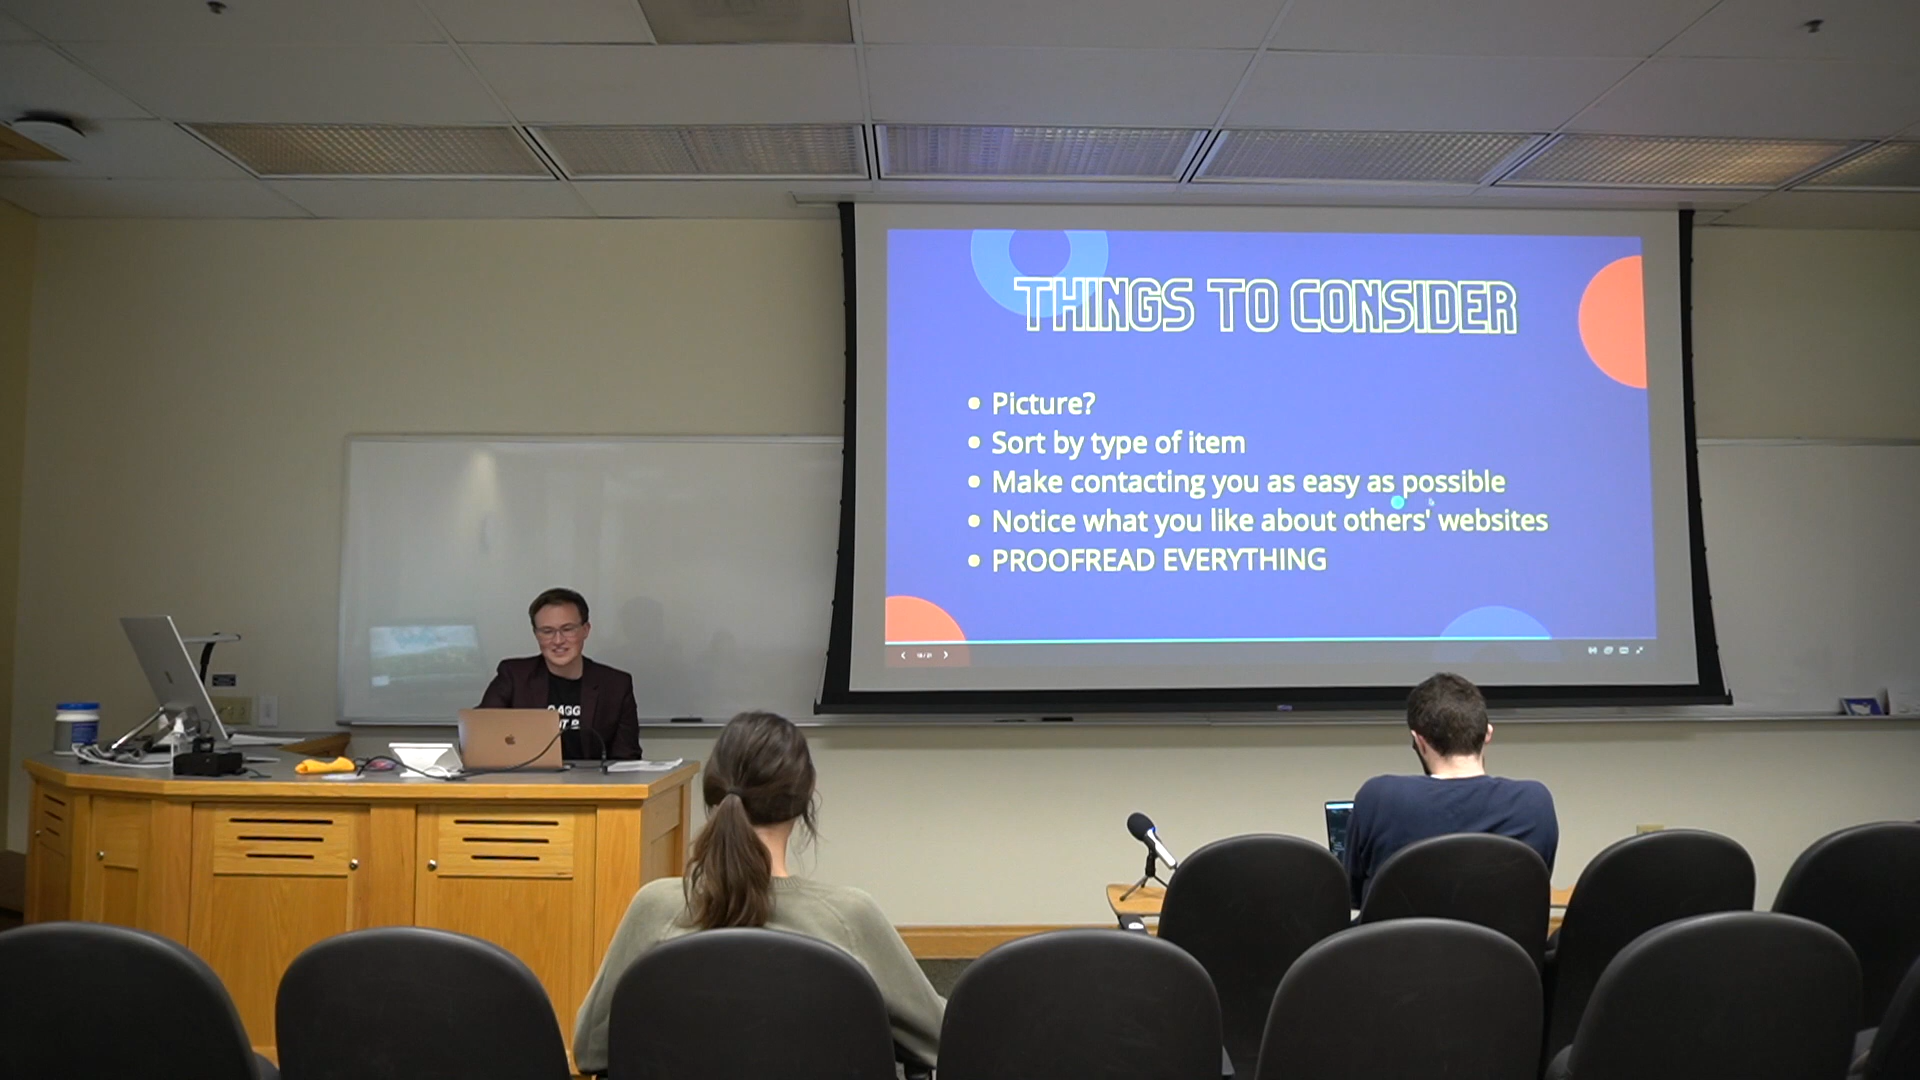 THINGS TO CONSIDER
• Picture?
• Sort by type of item
• Make contacting you as easy as possible
• Notice what you like about others' websites
• PROOFREAD EVERYTHING